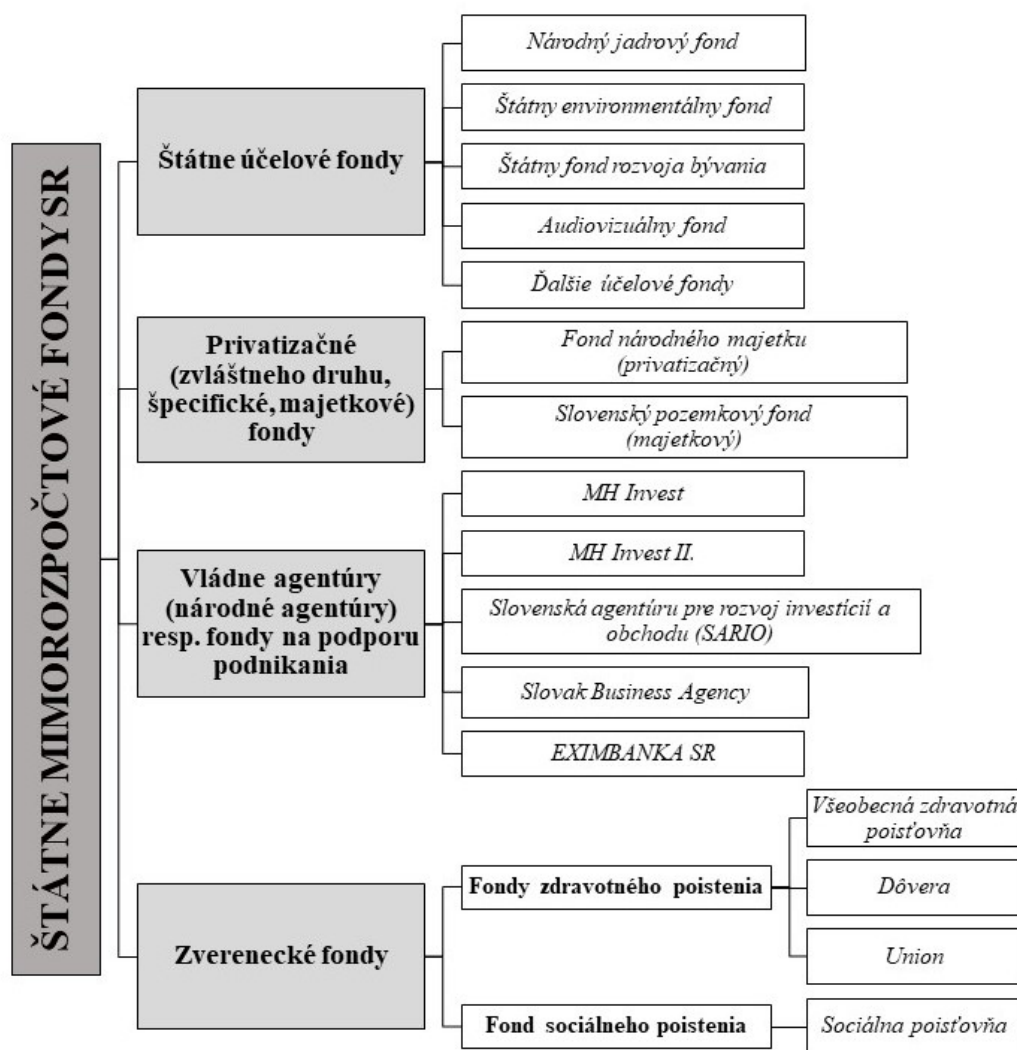 ŠTÁTNE MIMOROZPOČTOVÉ FONDY SR
Štátne účelové fondy
Národný jadrový fond
Štátny environmentálny fond
Štátny fond rozvoja bývania
Audiovizuálny fond
Ďalšie účelové fondy
Privatizačné
(zvláštneho druhu,
špecifické, majetkové)
fondy
Fond národného majetku
(privatizačný)
Slovenský pozemkový fond
(majetkový)
Vládne agentúry
(národné agentúry)
resp. fondy na podporu
podnikania
MH Invest
MH Invest II.
Slovenská agentúru pre rozvoj investícií a
obchodu (SARIO)
Slovak Business Agency
EXIMBANKA SR
Zverenecké fondy
Fondy zdravotného poistenia
Všeobecná zdravotná
poisťovňa
Dôvera
Union
Fond sociálneho poistenia
Sociálna poisťovňa